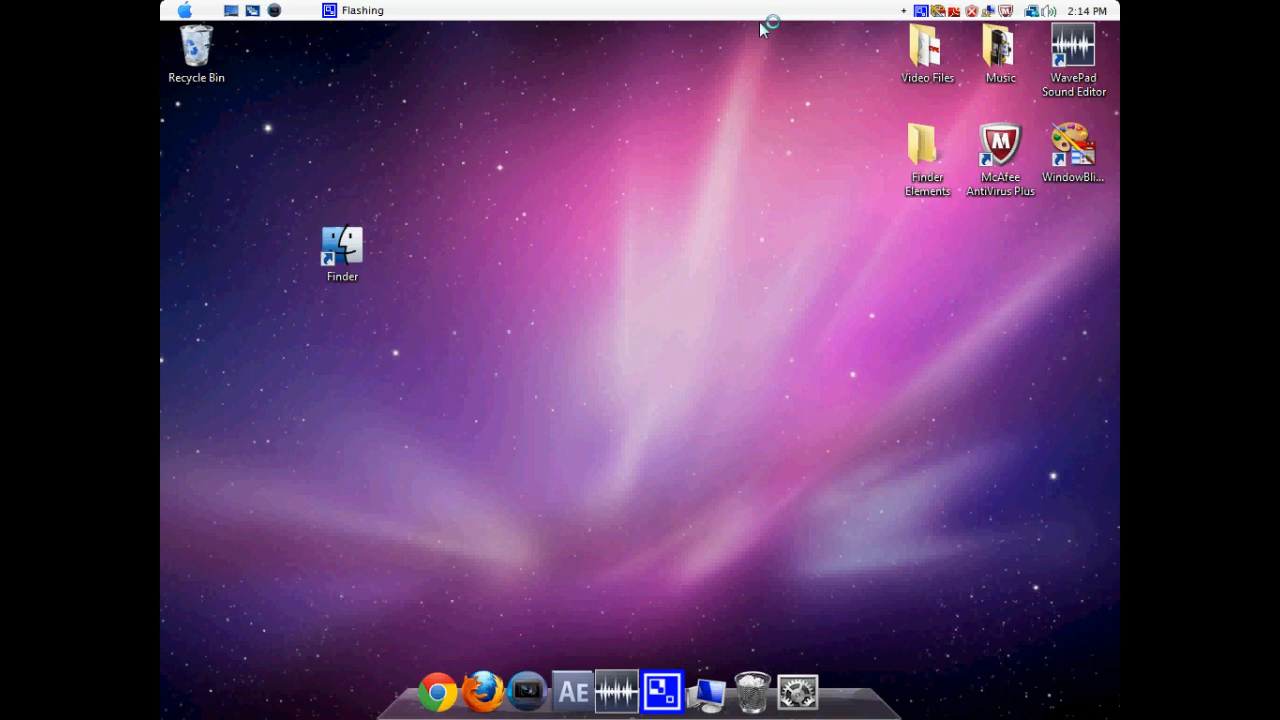 Flashing
+
2:14 PM
Recycle Bin
Video Files
Music
WavePad
Sound Editor
Finder
Elements
McAfee
AntiVirus Plus
WindowBli...
Finder
AE